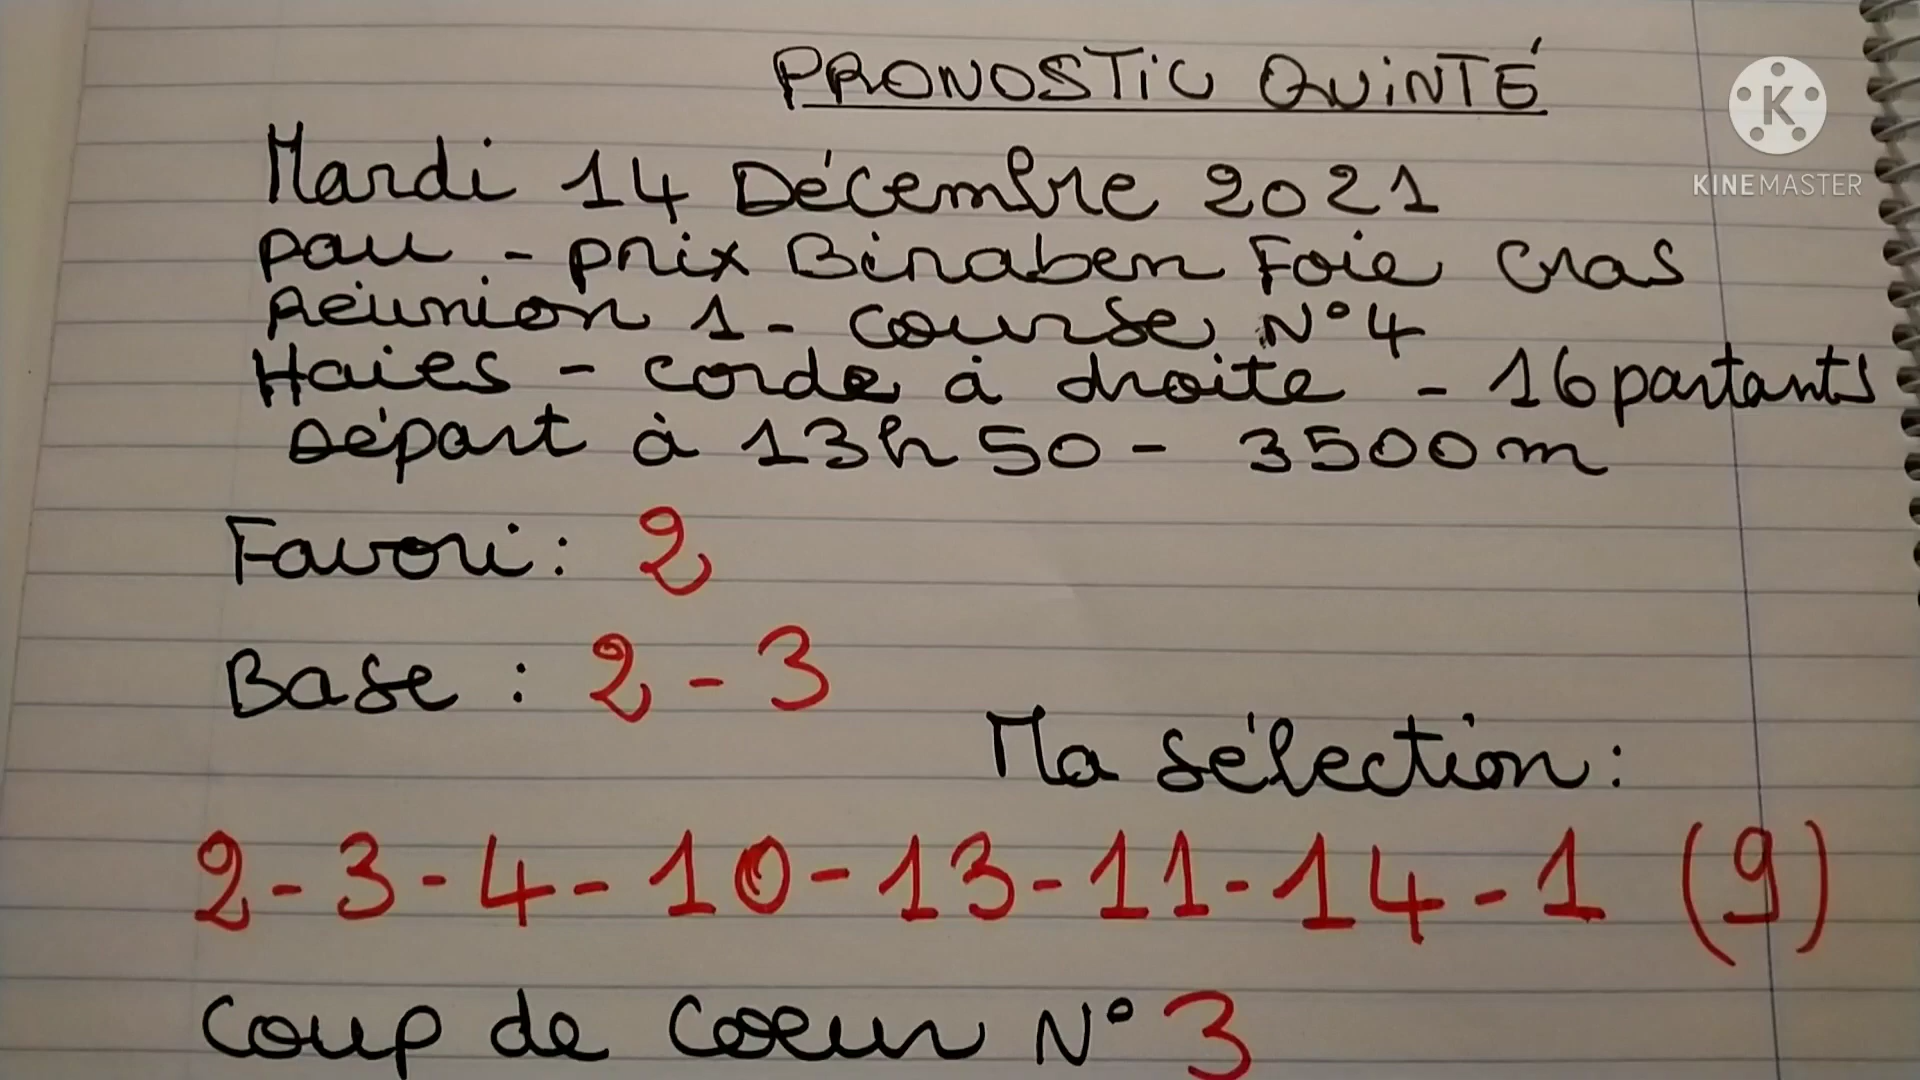 PRONOSTIC QUINTÉ
Mardi 14 Décembre 2021
Pau - prix Biraben Foie Gras
Réunion 1 - course N°4
Haies - corde à droite - 16 partants
Départ à 13h50 - 3500m
Favori : 2
Base : 2 - 3
Ma sélection :
2 - 3 - 4 - 10 - 13 - 11 - 14 - 1 (9)
Coup de coeur N° 3
K
KINEMASTER